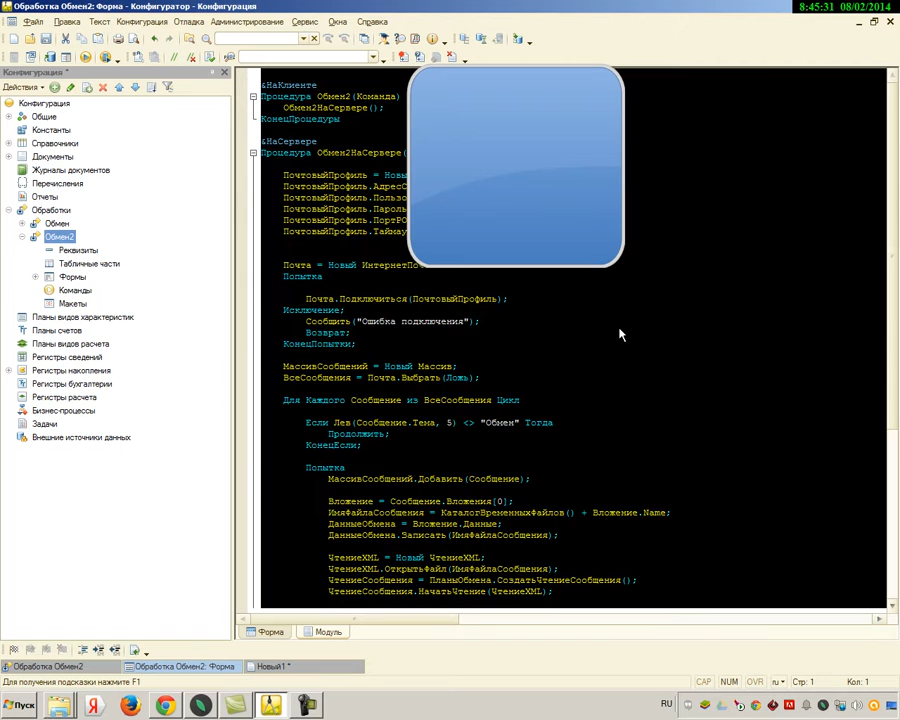 Обработка Обмен2: Форма - Конфигуратор - Конфигурация
8:45:31 08/02/2014
Файл Правка Текст Конфигурация Отладка Администрирование Сервис Окна Справка
Конфигурация *
Действия
Конфигурация
Общие
Константы
Справочники
Документы
Журналы документов
Перечисления
Отчеты
Обработки
Обмен
Обмен2
Реквизиты
Табличные части
Формы
Команды
Макеты
Планы видов характеристик
Планы счетов
Планы видов расчета
Регистры сведений
Регистры накопления
Регистры бухгалтерии
Регистры расчета
Бизнес-процессы
Задачи
Внешние источники данных
&НаКлиенте
Процедура Обмен2(Команда)
Обмен2НаСервере();
КонецПроцедуры
&НаСервере
Процедура Обмен2НаСервере(
ПочтовыйПрофиль = Новы
ПочтовыйПрофиль.АдресС
ПочтовыйПрофиль.Пользо
ПочтовыйПрофиль.Пароль
ПочтовыйПрофиль.ПортPO
ПочтовыйПрофиль.Таймау
Почта = Новый ИнтернетПоч
Попытка
Почта.Подключиться(ПочтовыйПрофиль);
Исключение;
Сообщить("Ошибка подключения");
Возврат;
КонецПопытки;
МассивСообщений = Новый Массив;
ВсеСообщения = Почта.Выбрать(Ложь);
Для Каждого Сообщение из ВсеСообщения Цикл
Если Лев(Сообщение.Тема, 5) <> "Обмен" Тогда
Продолжить;
КонецЕсли;
Попытка
МассивСообщений.Добавить(Сообщение);
Вложение = Сообщение.Вложения[0];
ИмяФайлаСообщения = КаталогВременныхФайлов() + Вложение.Name;
ДанныеОбмена = Вложение.Данные;
ДанныеОбмена.Записать(ИмяФайлаСообщения);
ЧтениеXML = Новый ЧтениеXML;
ЧтениеXML.ОткрытьФайл(ИмяФайлаСообщения);
ЧтениеСообщения = ПланыОбмена.СоздатьЧтениеСообщения();
ЧтениеСообщения.НачатьЧтение(ЧтениеXML);
Форма Модуль
Обработка Обмен2 Обработка Обмен2: Форма Новый1 *
Для получения подсказки нажмите F1
CAP NUM OVR ru Стр: 1 Кол: 1
Пуск
RU